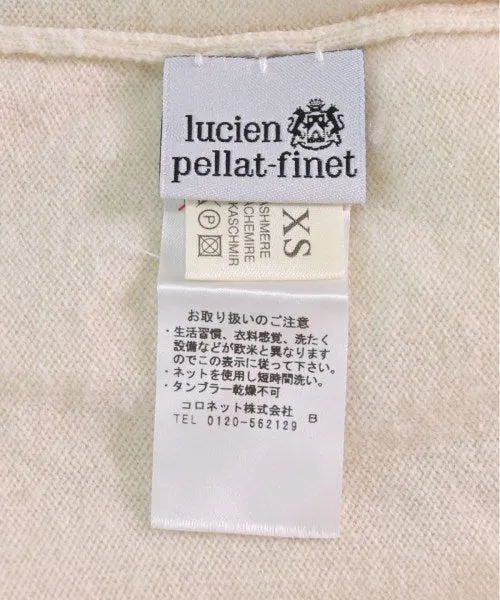 lucien
pellat-finet
XS
CASHMERE
CACHEMIRE
KASCHMIR
P
お取り扱いのご注意
・生活習慣、衣料感覚、洗たく
設備などが欧米と異なります
のでこの表示に従って下さい。
・ネットを使用し短時間洗い。
・タンブラー乾燥不可
コロネット株式会社 B
TEL 0120-562129